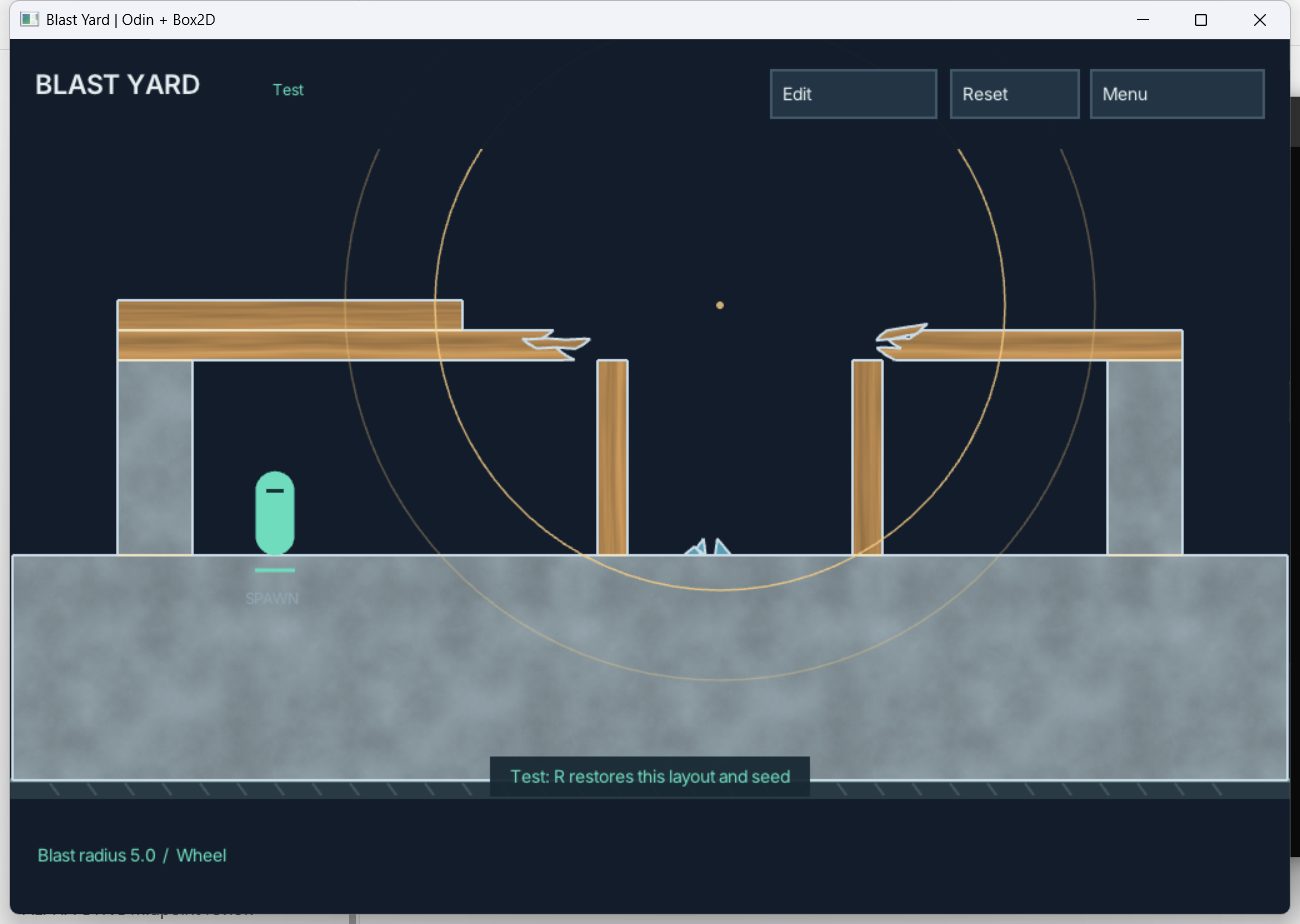 Blast Yard | Odin + Box2D
BLAST YARD
Test
Edit
Reset
Menu
SPAWN
Test: R restores this layout and seed
Blast radius 5.0 / Wheel